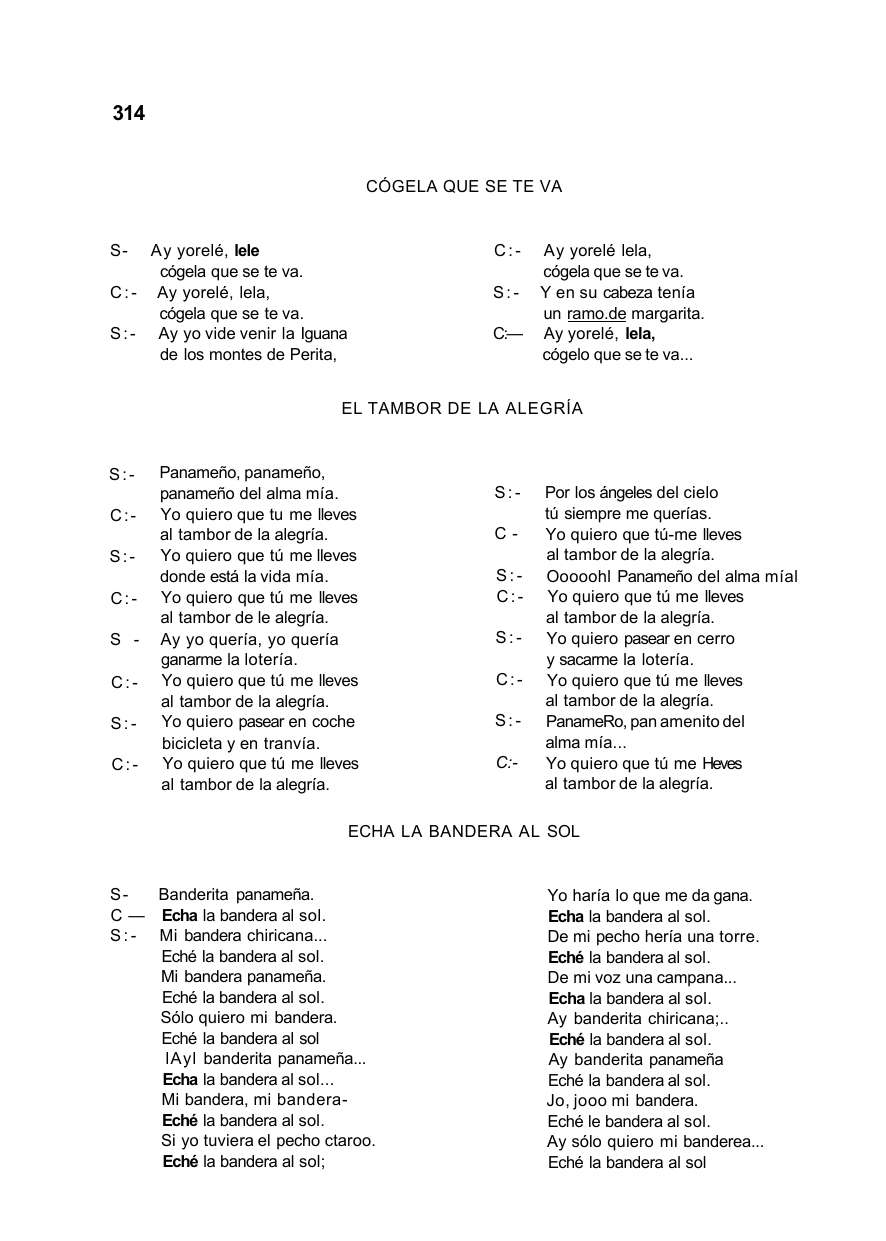 314
CÓGELA QUE SE TE VA
S- Ay yorelé, lele
cógela que se te va.
C:- Ay yorelé, lela,
cógela que se te va.
S:- Ay yo vide venir la Iguana
de los montes de Perita,
C:- Ay yorelé lela,
cógela que se te va.
S:- Y en su cabeza tenía
un ramo.de margarita.
C:— Ay yorelé, lela,
cógelo que se te va...
EL TAMBOR DE LA ALEGRÍA
S:- Panameño, panameño,
panameño del alma mía.
C:- Yo quiero que tu me lleves
al tambor de la alegría.
S:- Yo quiero que tú me lleves
donde está la vida mía.
C:- Yo quiero que tú me lleves
al tambor de le alegría.
S - Ay yo quería, yo quería
ganarme la lotería.
C:- Yo quiero que tú me lleves
al tambor de la alegría.
S:- Yo quiero pasear en coche
bicicleta y en tranvía.
C:- Yo quiero que tú me lleves
al tambor de la alegría.
S:- Por los ángeles del cielo
tú siempre me querías.
C - Yo quiero que tú-me lleves
al tambor de la alegría.
S:- Ooooohl Panameño del alma míal
C:- Yo quiero que tú me lleves
al tambor de la alegría.
S:- Yo quiero pasear en cerro
y sacarme la lotería.
C:- Yo quiero que tú me lleves
al tambor de la alegría.
S:- PanameRo, pan amenito del
alma mía...
C:- Yo quiero que tú me Heves
al tambor de la alegría.
ECHA LA BANDERA AL SOL
S- Banderita panameña.
C — Echa la bandera al sol.
S:- Mi bandera chiricana...
Eché la bandera al sol.
Mi bandera panameña.
Eché la bandera al sol.
Sólo quiero mi bandera.
Eché la bandera al sol
lAyl banderita panameña...
Echa la bandera al sol...
Mi bandera, mi bandera-
Eché la bandera al sol.
Si yo tuviera el pecho ctaroo.
Eché la bandera al sol;
Yo haría lo que me da gana.
Echa la bandera al sol.
De mi pecho hería una torre.
Eché la bandera al sol.
De mi voz una campana...
Echa la bandera al sol.
Ay banderita chiricana;..
Eché la bandera al sol.
Ay banderita panameña
Eché la bandera al sol.
Jo, jooo mi bandera.
Eché le bandera al sol.
Ay sólo quiero mi banderea...
Eché la bandera al sol